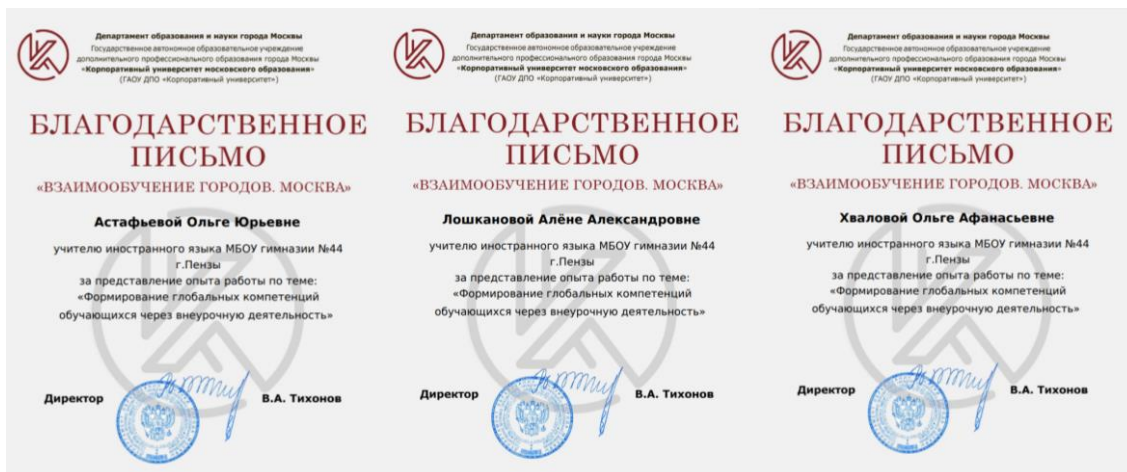 Департамент образования и науки города Москвы
Государственное автономное образовательное учреждение
дополнительного профессионального образования города Москвы
«Корпоративный университет московского образования»
(ГАОУ ДПО «Корпоративный университет»)
БЛАГОДАРСТВЕННОЕ
ПИСЬМО
«ВЗАИМООБУЧЕНИЕ ГОРОДОВ. МОСКВА»
Астафьевой Ольге Юрьевне
учителю иностранного языка МБОУ гимназии №44
г.Пензы
за представление опыта работы по теме:
«Формирование глобальных компетенций
обучающихся через внеурочную деятельность»
Директор
В.А. Тихонов
Департамент образования и науки города Москвы
Государственное автономное образовательное учреждение
дополнительного профессионального образования города Москвы
«Корпоративный университет московского образования»
(ГАОУ ДПО «Корпоративный университет»)
БЛАГОДАРСТВЕННОЕ
ПИСЬМО
«ВЗАИМООБУЧЕНИЕ ГОРОДОВ. МОСКВА»
Лошкановой Алёне Александровне
учителю иностранного языка МБОУ гимназии №44
г.Пензы
за представление опыта работы по теме:
«Формирование глобальных компетенций
обучающихся через внеурочную деятельность»
Директор
В.А. Тихонов
Департамент образования и науки города Москвы
Государственное автономное образовательное учреждение
дополнительного профессионального образования города Москвы
«Корпоративный университет московского образования»
(ГАОУ ДПО «Корпоративный университет»)
БЛАГОДАРСТВЕННОЕ
ПИСЬМО
«ВЗАИМООБУЧЕНИЕ ГОРОДОВ. МОСКВА»
Хваловой Ольге Афанасьевне
учителю иностранного языка МБОУ гимназии №44
г.Пензы
за представление опыта работы по теме:
«Формирование глобальных компетенций
обучающихся через внеурочную деятельность»
Директор
В.А. Тихонов